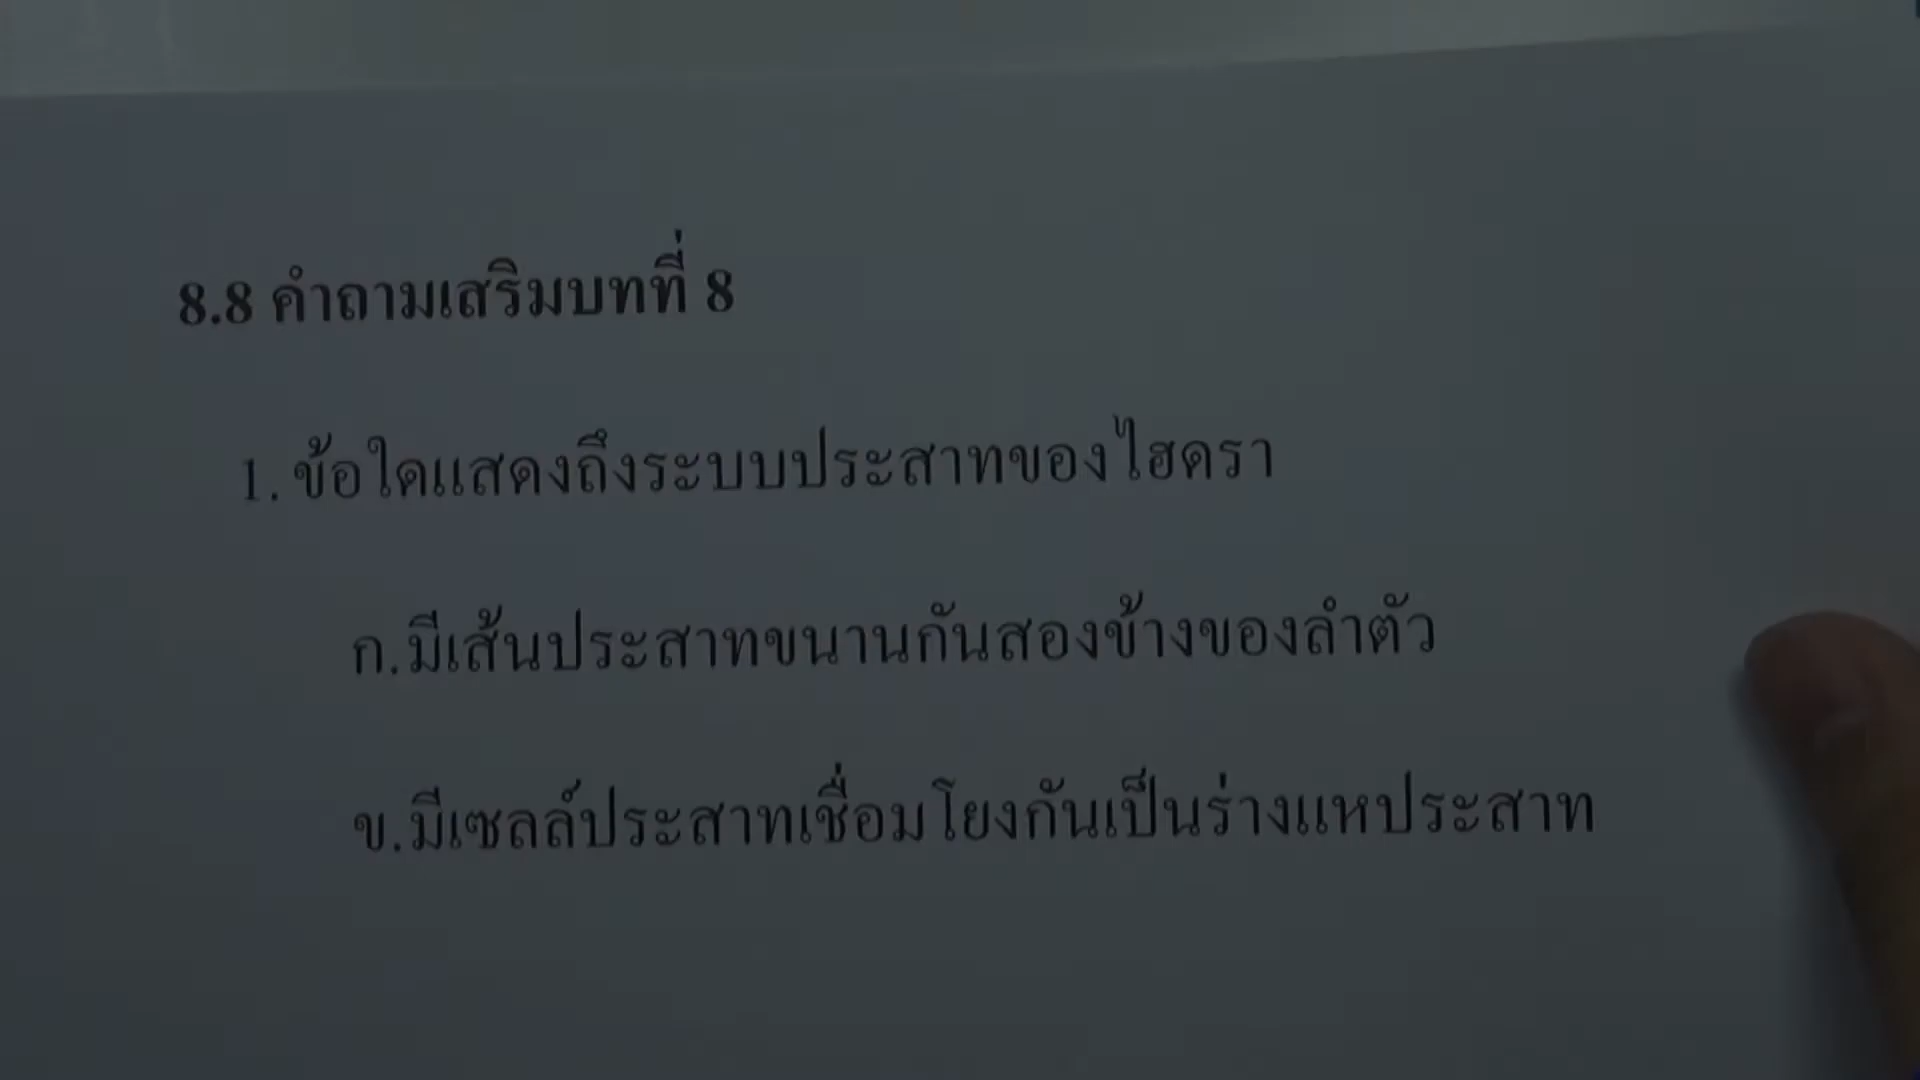 8.8 คำถามเสริมบทที่ 8
1. ข้อใดแสดงถึงระบบประสาทของไฮดรา
ก.มีเส้นประสาทขนานกันสองข้างของลำตัว
ข.มีเซลล์ประสาทเชื่อมโยงกันเป็นร่างแหประสาท